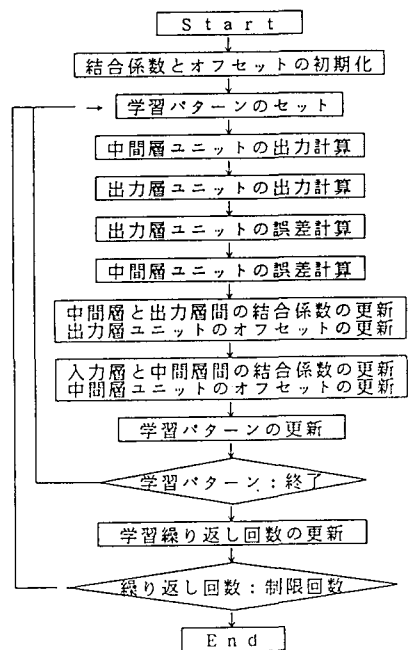 Start
結合係数とオフセットの初期化
学習パターンのセット
中間層ユニットの出力計算
出力層ユニットの出力計算
出力層ユニットの誤差計算
中間層ユニットの誤差計算
中間層と出力層間の結合係数の更新
出力層ユニットのオフセットの更新
入力層と中間層間の結合係数の更新
中間層ユニットのオフセットの更新
学習パターンの更新
学習パターン:終了
学習繰り返し回数の更新
繰り返し回数:制限回数
End